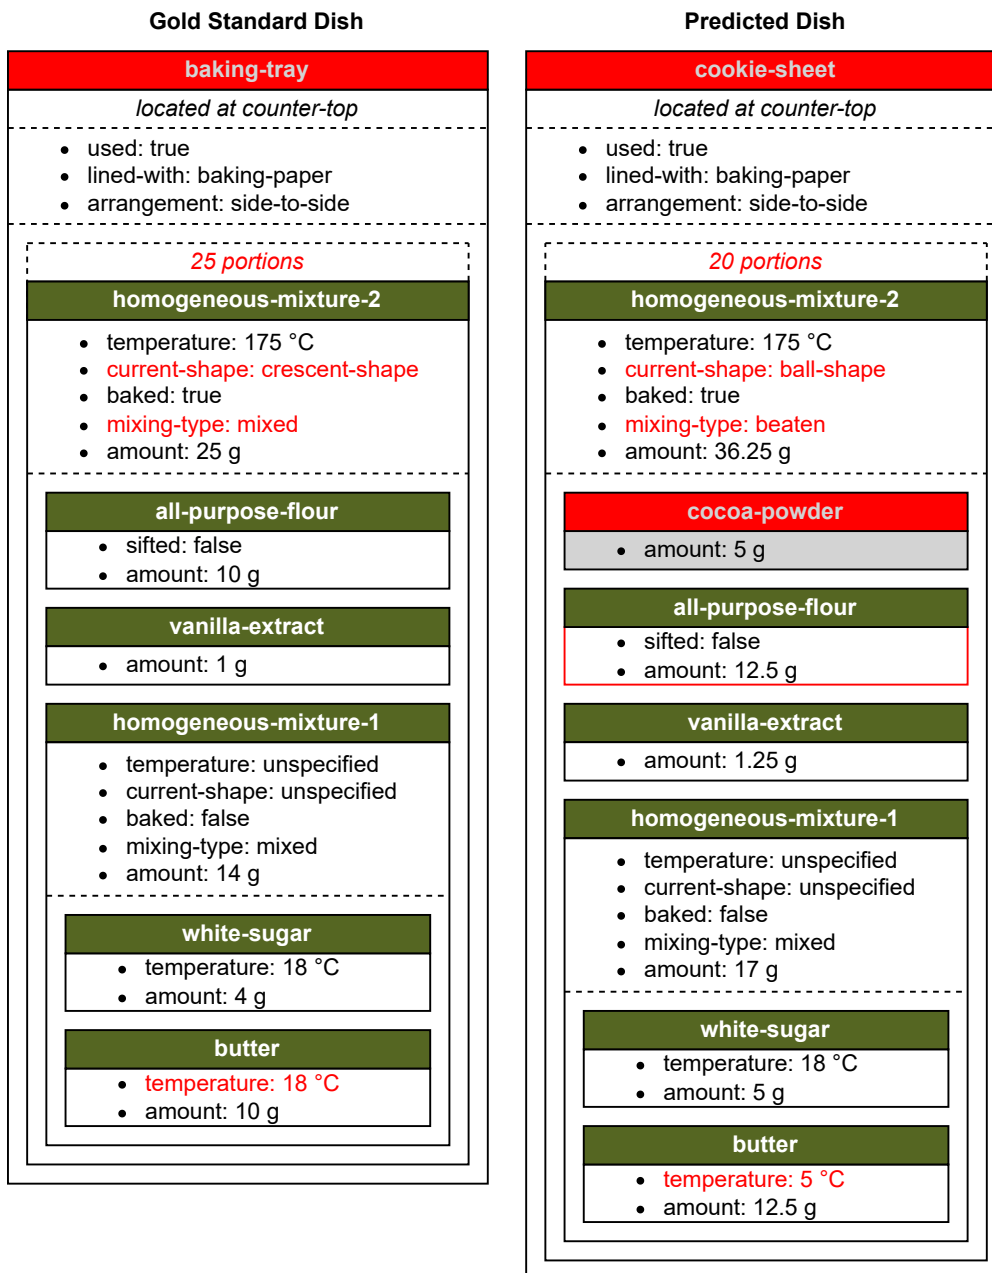 Gold Standard Dish
baking-tray
located at counter-top
• used: true
• lined-with: baking-paper
• arrangement: side-to-side
25 portions
homogeneous-mixture-2
• temperature: 175 °C
• current-shape: crescent-shape
• baked: true
• mixing-type: mixed
• amount: 25 g
all-purpose-flour
• sifted: false
• amount: 10 g
vanilla-extract
• amount: 1 g
homogeneous-mixture-1
• temperature: unspecified
• current-shape: unspecified
• baked: false
• mixing-type: mixed
• amount: 14 g
white-sugar
• temperature: 18 °C
• amount: 4 g
butter
• temperature: 18 °C
• amount: 10 g
Predicted Dish
cookie-sheet
located at counter-top
• used: true
• lined-with: baking-paper
• arrangement: side-to-side
20 portions
homogeneous-mixture-2
• temperature: 175 °C
• current-shape: ball-shape
• baked: true
• mixing-type: beaten
• amount: 36.25 g
cocoa-powder
• amount: 5 g
all-purpose-flour
• sifted: false
• amount: 12.5 g
vanilla-extract
• amount: 1.25 g
homogeneous-mixture-1
• temperature: unspecified
• current-shape: unspecified
• baked: false
• mixing-type: mixed
• amount: 17 g
white-sugar
• temperature: 18 °C
• amount: 5 g
butter
• temperature: 5 °C
• amount: 12.5 g